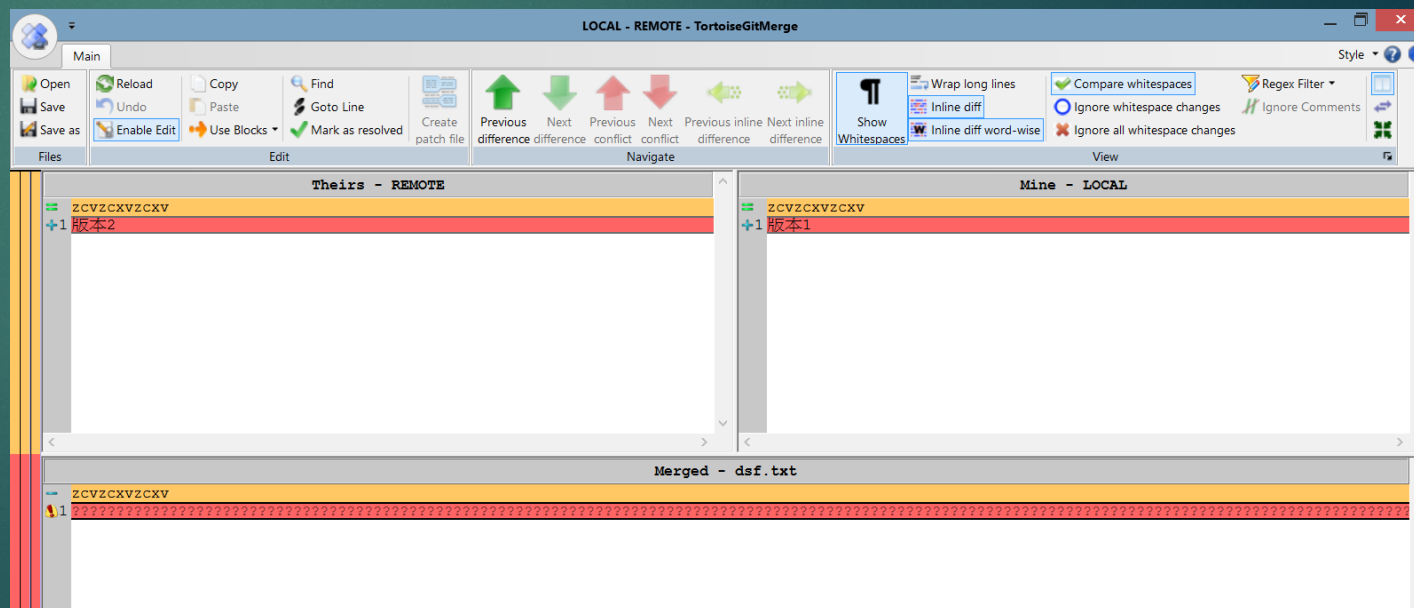 LOCAL - REMOTE - TortoiseGitMerge
Main
Style
Open
Reload
Copy
Find
Wrap long lines
Compare whitespaces
Regex Filter
Save
Undo
Paste
Goto Line
Inline diff
Ignore whitespace changes
Ignore Comments
Save as
Enable Edit
Use Blocks
Mark as resolved
Create patch file
Previous difference
Next difference
Previous conflict
Next conflict
Previous inline difference
Next inline difference
Show Whitespaces
Inline diff word-wise
Ignore all whitespace changes
Files
Edit
Navigate
View
Theirs - REMOTE
zcvzcxvzcxv
1 版本2
Mine - LOCAL
zcvzcxvzcxv
1 版本1
Merged - dsf.txt
zcvzcxvzcxv
1